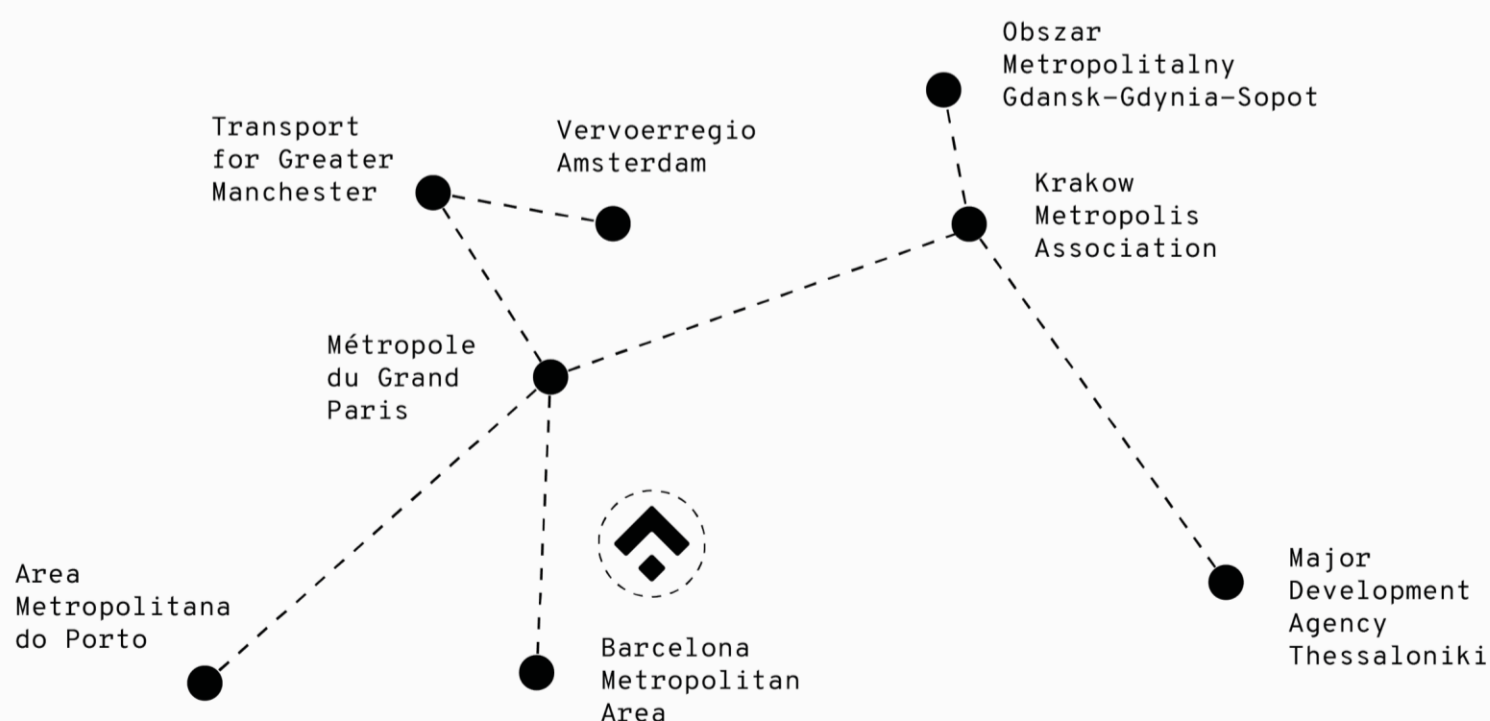 Obszar
Metropolitalny
Gdansk-Gdynia-Sopot
Transport
for Greater
Manchester
Vervoerregio
Amsterdam
Krakow
Metropolis
Association
Métropole
du Grand
Paris
Area
Metropolitana
do Porto
Barcelona
Metropolitan
Area
Major
Development
Agency
Thessaloniki